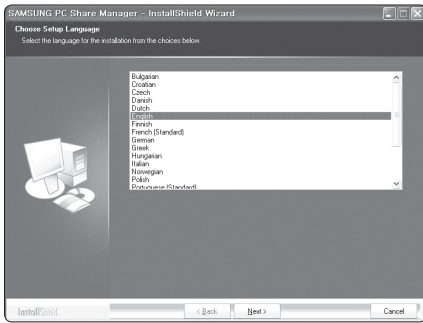 SAMSUNG PC Share Manager - InstallShield Wizard
Choose Setup Language
Select the language for the installation from the choices below.
Bulgarian
Croatian
Czech
Danish
Dutch
English
Finnish
French (Standard)
German
Greek
Hungarian
Italian
Norwegian
Polish
Portuguese (Standard)
InstallShield
< Back
Next >
Cancel